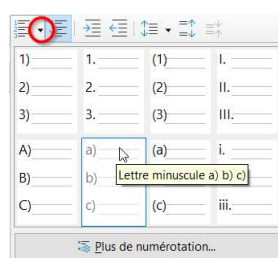 1) 1. (1) I.
2) 2. (2) II.
3) 3. (3) III.
A) a) (a) i.
B) b)
Lettre minuscule a) b) c)
C) c) (c) iii.
Plus de numérotation...